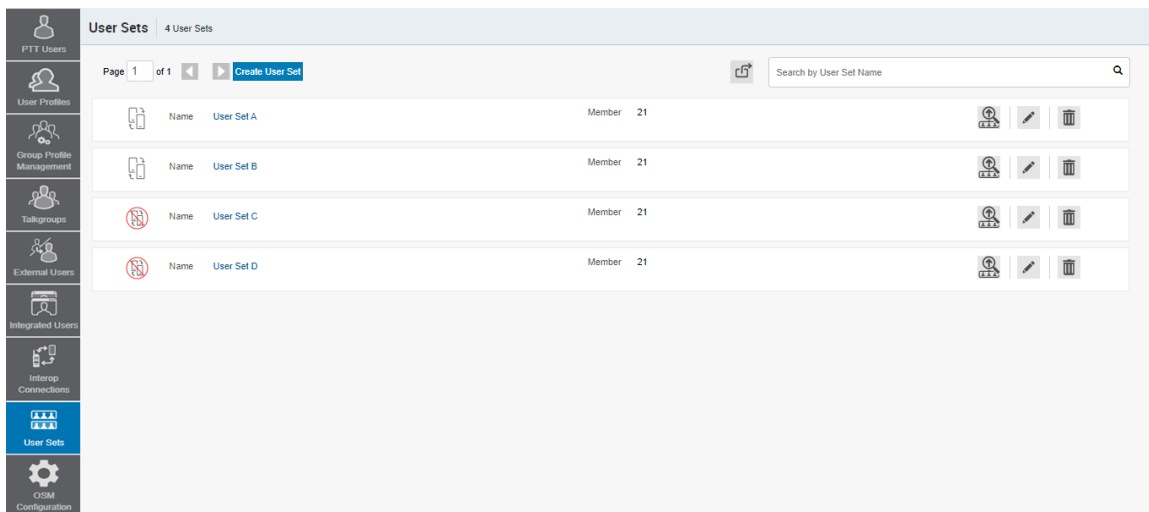 PTT Users
User Profiles
Group Profile
Management
Talkgroups
External Users
Integrated Users
Interop
Connections
User Sets
OSM
Configuration
User Sets 4 User Sets
Page 1 of 1 Create User Set Search by User Set Name
Name User Set A Member 21
Name User Set B Member 21
Name User Set C Member 21
Name User Set D Member 21